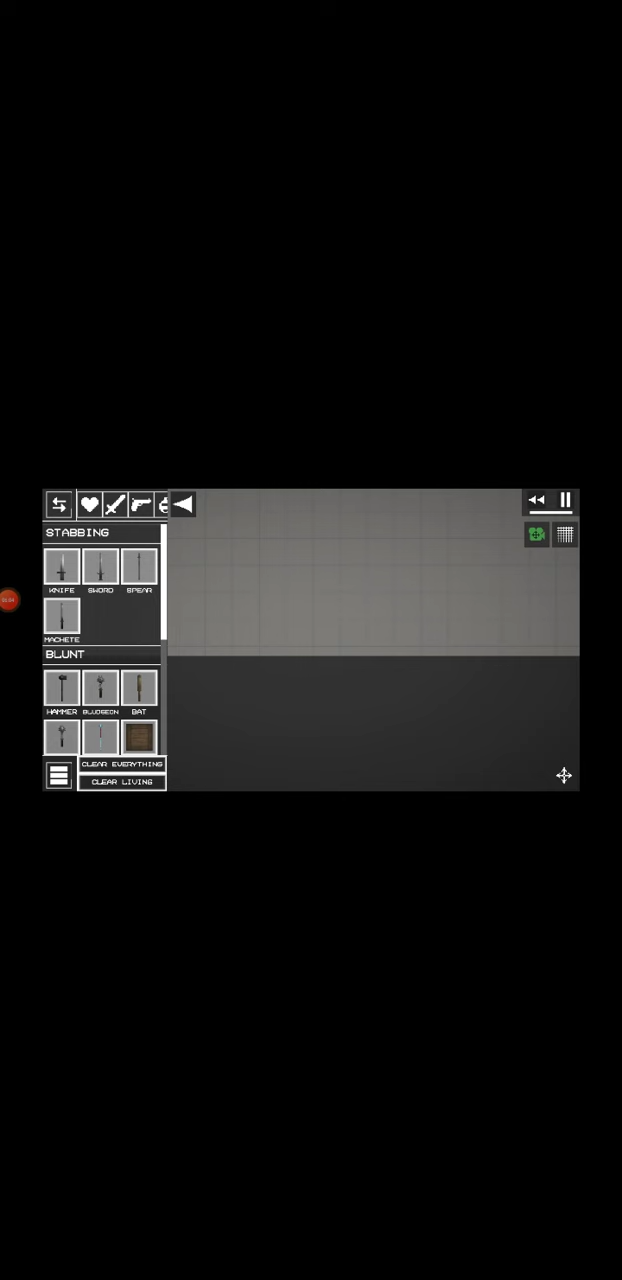 STABBING
KNIFE SWORD SPEAR
MACHETE
BLUNT
HAMMER BLUDGEON BAT
CLEAR EVERYTHING
CLEAR LIVING